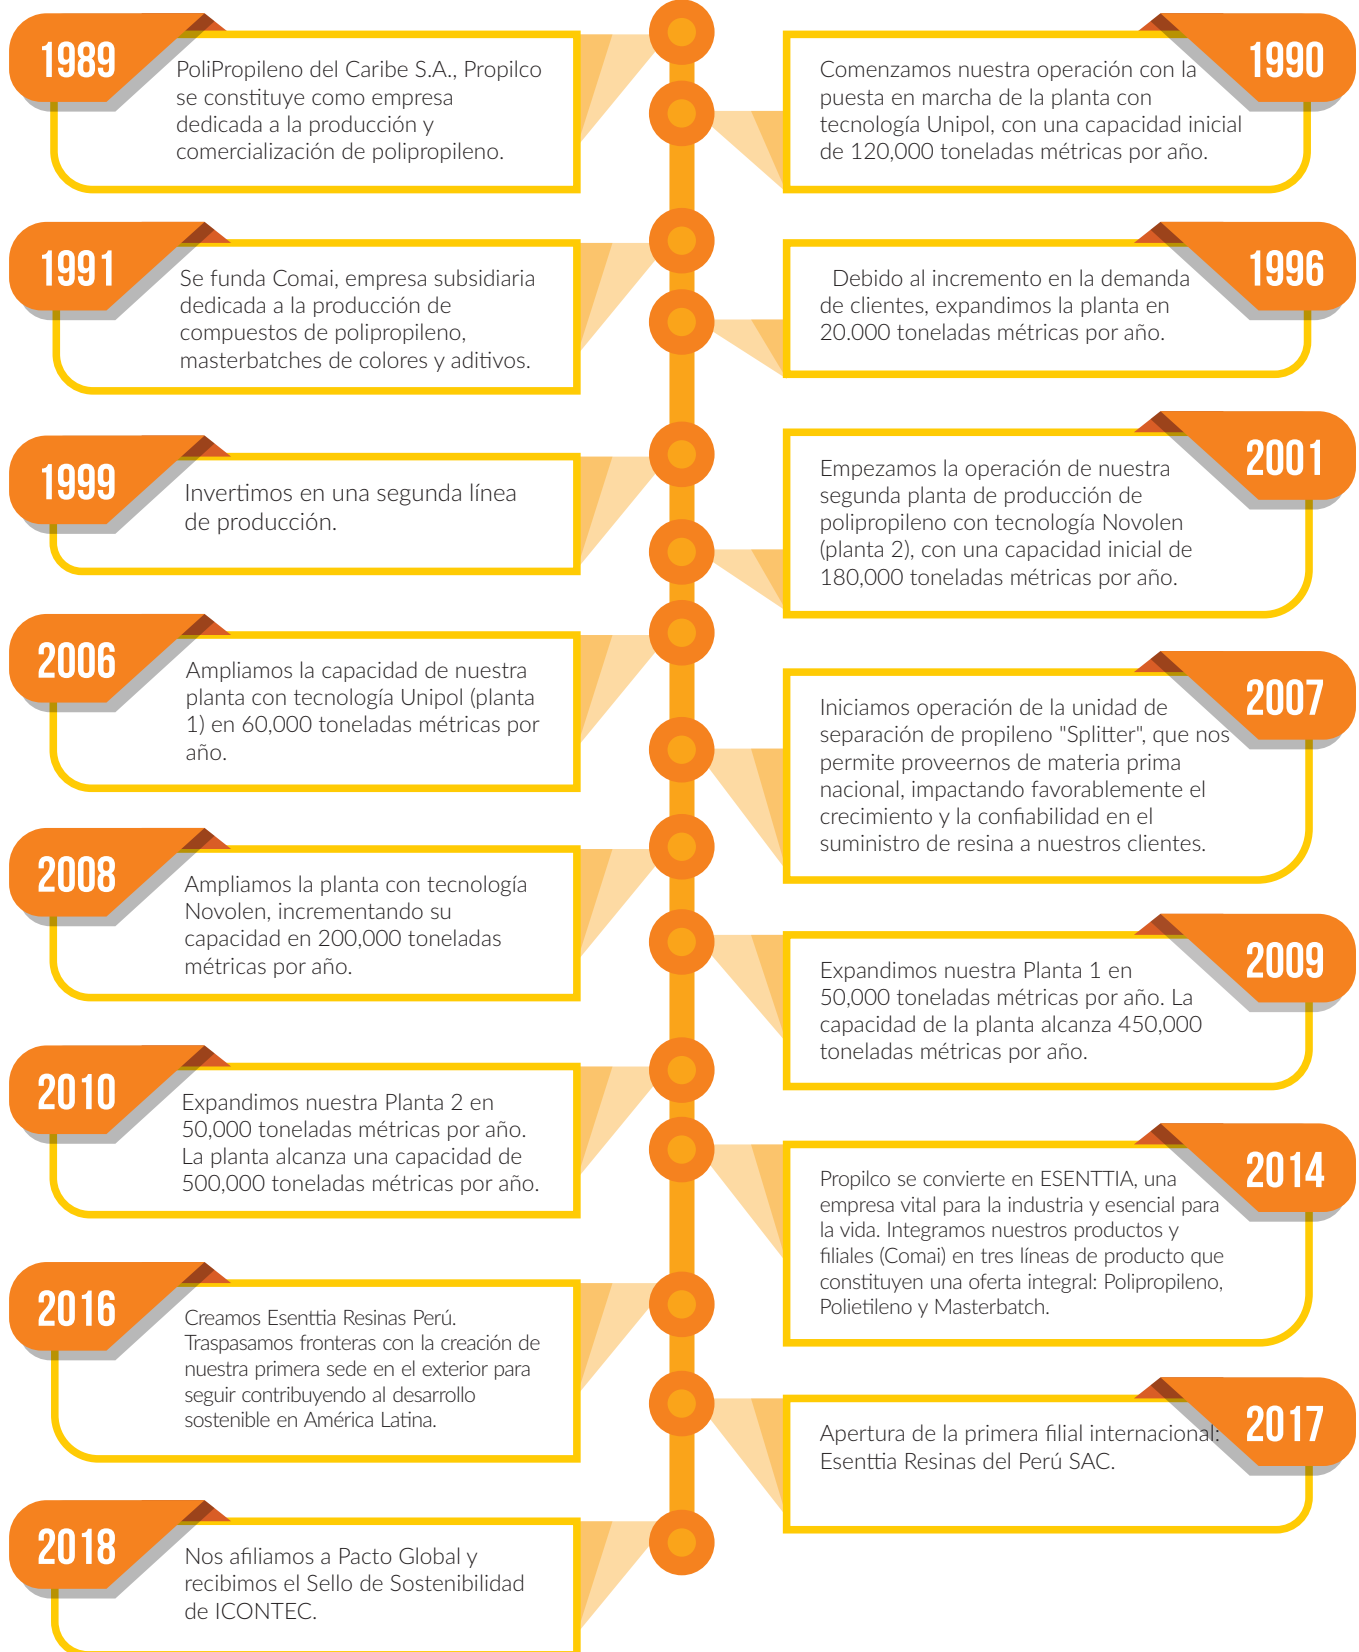 1989
PoliPropileno del Caribe S.A., Propilco
se constituye como empresa
dedicada a la producción y
comercialización de polipropileno.
1990
Comenzamos nuestra operación con la
puesta en marcha de la planta con
tecnología Unipol, con una capacidad inicial
de 120,000 toneladas métricas por año.
1991
Se funda Comai, empresa subsidiaria
dedicada a la producción de
compuestos de polipropileno,
masterbatches de colores y aditivos.
1996
Debido al incremento en la demanda
de clientes, expandimos la planta en
20.000 toneladas métricas por año.
1999
Invertimos en una segunda línea
de producción.
2001
Empezamos la operación de nuestra
segunda planta de producción de
polipropileno con tecnología Novolen
(planta 2), con una capacidad inicial de
180,000 toneladas métricas por año.
2006
Ampliamos la capacidad de nuestra
planta con tecnología Unipol (planta
1) en 60,000 toneladas métricas por
año.
2007
Iniciamos operación de la unidad de
separación de propileno "Splitter", que nos
permite proveernos de materia prima
nacional, impactando favorablemente el
crecimiento y la confiabilidad en el
suministro de resina a nuestros clientes.
2008
Ampliamos la planta con tecnología
Novolen, incrementando su
capacidad en 200,000 toneladas
métricas por año.
2009
Expandimos nuestra Planta 1 en
50,000 toneladas métricas por año. La
capacidad de la planta alcanza 450,000
toneladas métricas por año.
2010
Expandimos nuestra Planta 2 en
50,000 toneladas métricas por año.
La planta alcanza una capacidad de
500,000 toneladas métricas por año.
2014
Propilco se convierte en ESENTTIA, una
empresa vital para la industria y esencial para
la vida. Integramos nuestros productos y
filiales (Comai) en tres líneas de producto que
constituyen una oferta integral: Polipropileno,
Polietileno y Masterbatch.
2016
Creamos Esenttia Resinas Perú.
Traspasamos fronteras con la creación de
nuestra primera sede en el exterior para
seguir contribuyendo al desarrollo
sostenible en América Latina.
2017
Apertura de la primera filial internacional:
Esenttia Resinas del Perú SAC.
2018
Nos afiliamos a Pacto Global y
recibimos el Sello de Sostenibilidad
de ICONTEC.